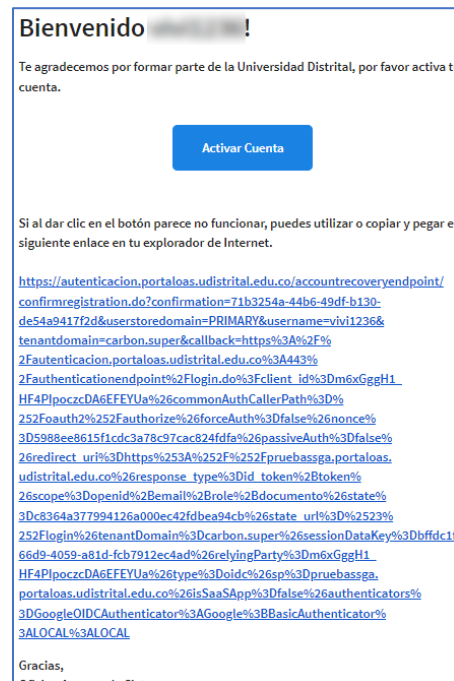 Bienvenido !
Te agradecemos por formar parte de la Universidad Distrital, por favor activa t
cuenta.
Activar Cuenta
Si al dar clic en el botón parece no funcionar, puedes utilizar o copiar y pegar e
siguiente enlace en tu explorador de Internet.
https://autenticacion.portaloas.udistrital.edu.co/accountrecoveryendpoint/
confirmregistration.do?confirmation=71b3254a-44b6-49df-b130-
de54a9417f2d&userstoredomain=PRIMARY&username=vivi1236&
tenantdomain=carbon.super&callback=https%3A%2F%
2Fautenticacion.portaloas.udistrital.edu.co%3A443%
2Fauthenticationendpoint%2Flogin.do%3Fclient_id%3Dm6xGggH1_
HF4PIpoczcDA6EFEYUa%26commonAuthCallerPath%3D%
252Foauth2%252Fauthorize%26forceAuth%3Dfalse%26nonce%
3D5988ee8615f1cdc3a78c97cac824fdfa%26passiveAuth%3Dfalse%
26redirect_uri%3Dhttps%253A%252F%252Fpruebassga.portaloas.
udistrital.edu.co%26response_type%3Did_token%2Btoken%
26scope%3Dopenid%2Bemail%2Brole%2Bdocumento%26state%
3Dc8364a377994126a000ec42fdbea94cb%26state_url%3D%2523%
252Flogin%26tenantDomain%3Dcarbon.super%26sessionDataKey%3Dbffdc1f
66d9-4059-a81d-fcb7912ec4ad%26relyingParty%3Dm6xGggH1_
HF4PIpoczcDA6EFEYUa%26type%3Doidc%26sp%3Dpruebassga.
portaloas.udistrital.edu.co%26isSaaSApp%3Dfalse%26authenticators%
3DGoogleOIDCAuthenticator%3AGoogle%3BBasicAuthenticator%
3ALOCAL%3ALOCAL
Gracias,